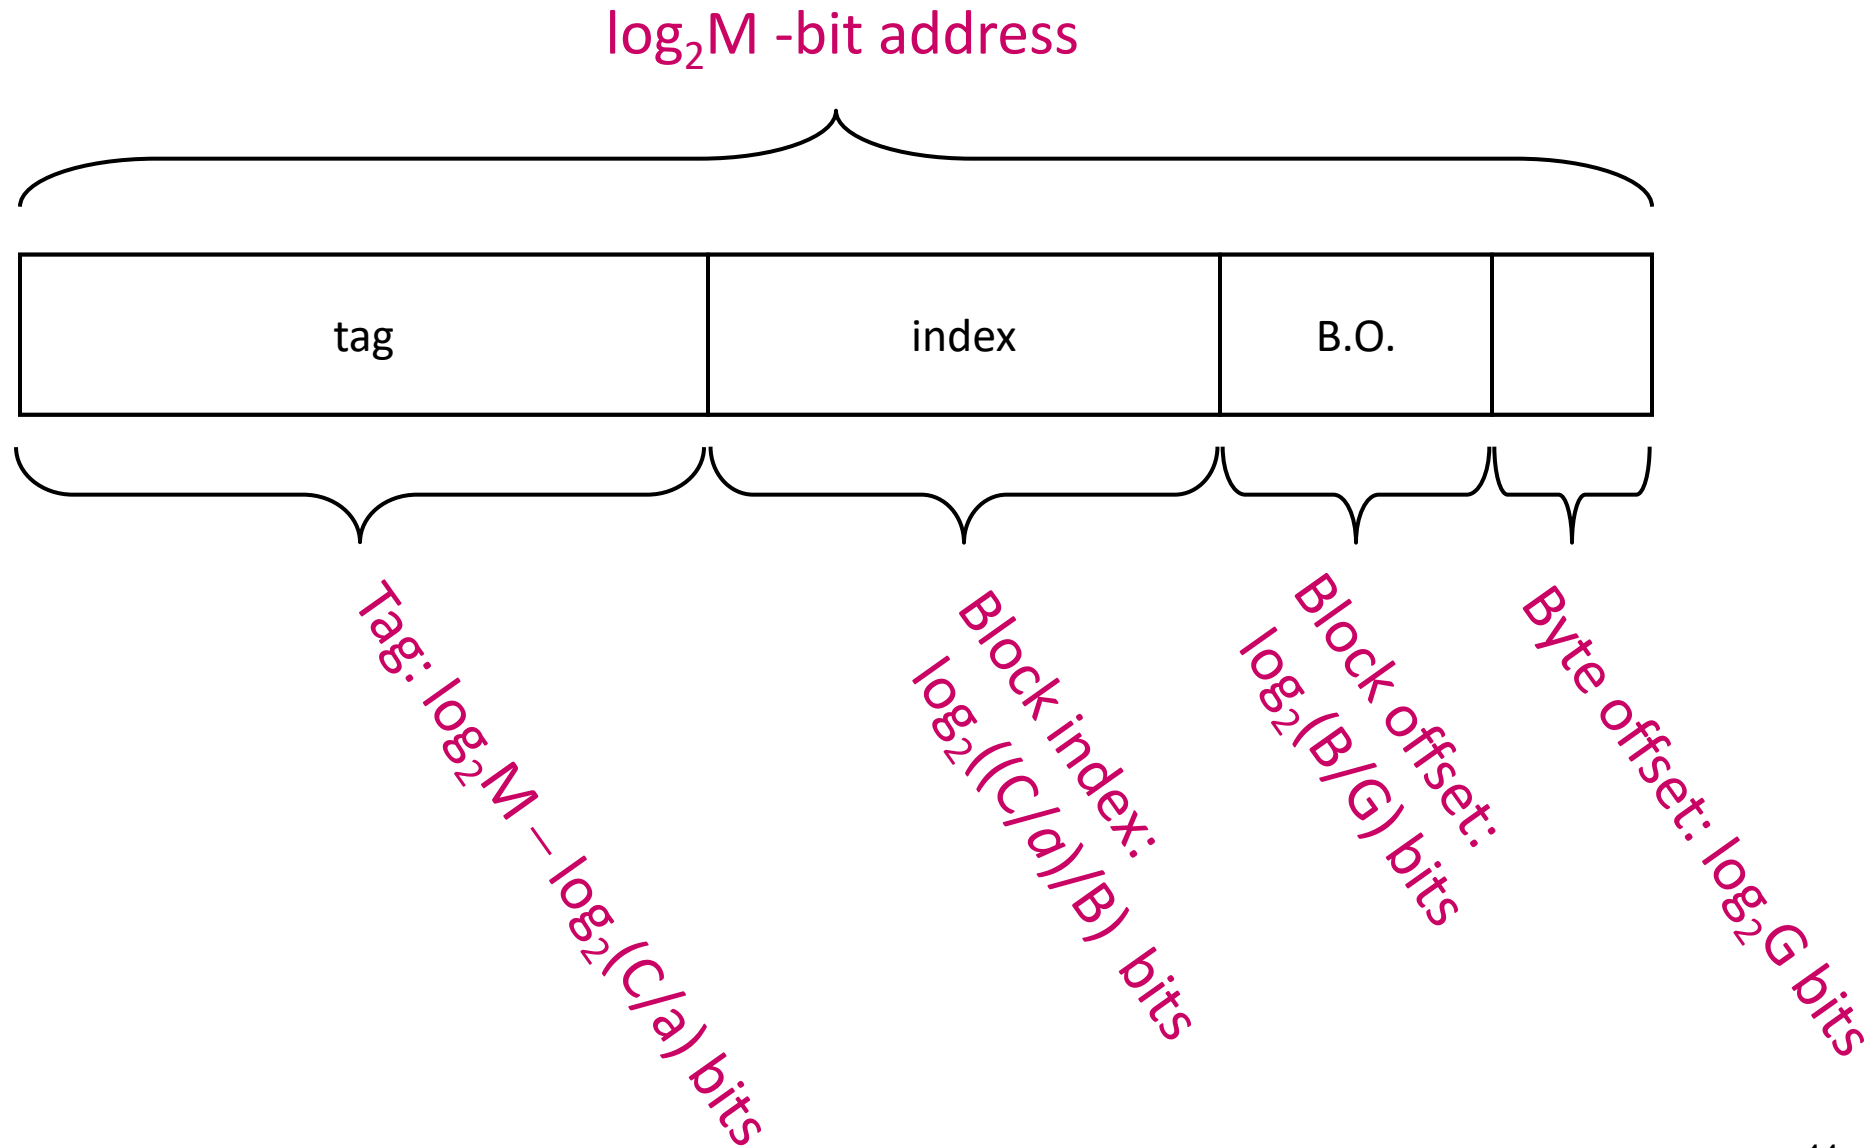 log₂M -bit address
tag
index
B.O.
Tag: log₂M – log₂(C/a) bits
Block index:
log₂((C/a)/B) bits
Block offset:
log₂(B/G) bits
Byte offset: log₂G bits